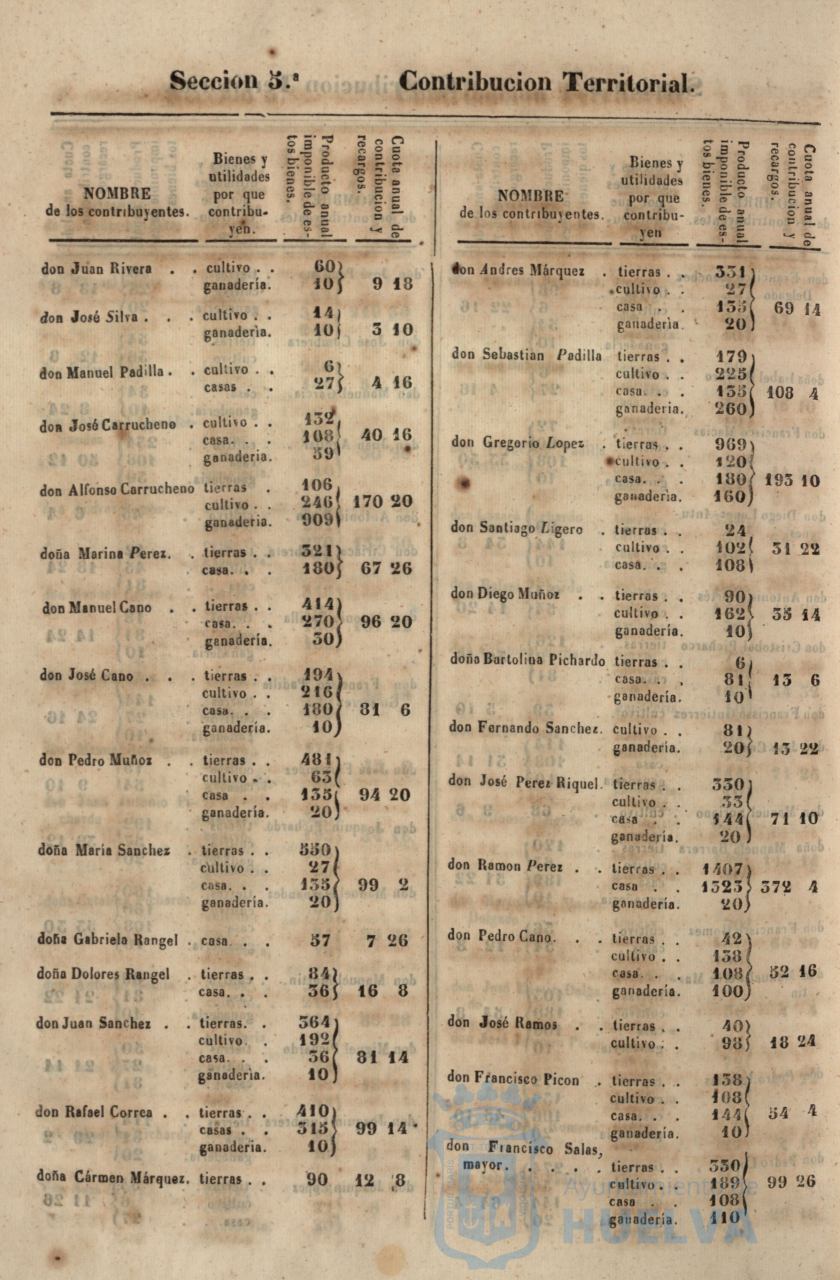 Seccion 5.ª Contribucion Territorial.
NOMBRE de los contribuyentes. Bienes y utilidades por que contribuyen. Producto anual imponible de estos bienes. Cuota anual de contribucion y recargos.
don Juan Rivera . . cultivo . . 60
ganadería. 10 9 18
don José Silva . . . cultivo . . 14
ganadería. 10 3 10
don Manuel Padilla . . cultivo . . 6
casas . . 27 4 16
don José Carrucheno . cultivo . . 132
casa. . . 108 40 16
ganaderia. 59
don Alfonso Carrucheno tierras . 106
cultivo . . 246 170 20
ganaderia. 909
doña Marina Perez. . tierras . . 321
casa. . . 180 67 26
don Manuel Cano . . tierras . . 414
casa. . . 270 96 20
ganadería. 30
don José Cano . . . tierras . . 194
cultivo . . 216
casa. . . 180 81 6
ganadería. 10
don Pedro Muñoz . . tierras . . 481
cultivo . . 63
casa . . 135 94 20
ganadería. 20
doña Maria Sanchez . tierras . . 550
cultivo . . 27
casa. . . 135 99 2
ganadería. 20
doña Gabriela Rangel . casa . . 57 7 26
doña Dolores Rangel . tierras . . 84
casa. . . 36 16 8
don Juan Sanchez . . tierras. . 364
cultivo. . 192
casa. . . 36 81 14
ganadería. 10
don Rafael Correa . . tierras . . 410
casas . . 315 99 14
ganadería. 10
doña Cármen Márquez. tierras . . 90 12 8
NOMBRE de los contribuyentes. Bienes y utilidades por que contribuyen Producto anual imponible de estos bienes. Cuota anual de contribucion y recargos.
don Andres Márquez . tierras . . 331
cultivo . . 27
casa . . 135 69 14
ganadería. 20
don Sebastian Padilla tierras . . 179
cultivo . . 225
casa. . . 135 108 4
ganadería. 260
don Gregorio Lopez . tierras . . 969
cultivo . . 120
casa. . . 180 193 10
ganadería. 160
don Santiago Ligero . tierras . . 24
cultivo . . 102 31 22
casa. . . 108
don Diego Muñoz . . tierras . . 90
cultivo . . 162 35 14
ganadería. 10
doña Bartolina Pichardo tierras . . 6
casa. . . 81 13 6
ganadería. 10
don Fernando Sanchez. cultivo . . 81
ganadería. 20 13 22
don José Perez Riquel. tierras . . 330
cultivo . . 33
casa . . 144 71 10
ganadería. 20
don Ramon Perez . . tierras . . 1407
casa . . 1323 372 4
ganadería. 20
don Pedro Cano. . . tierras . . 42
cultivo . . 138
casa. . . 108 52 16
ganadería. 100
don José Ramos . . tierras . . 40
cultivo . . 98 18 24
don Francisco Picon . tierras . . 138
cultivo . . 108
casa. . . 144 54 4
ganadería. 10
don Francisco Salas,
mayor. . . . . . tierras . . 330
cultivo . . 189 99 26
casa . . 108
ganadería. 110
Ayuntamiento de
HUELVA